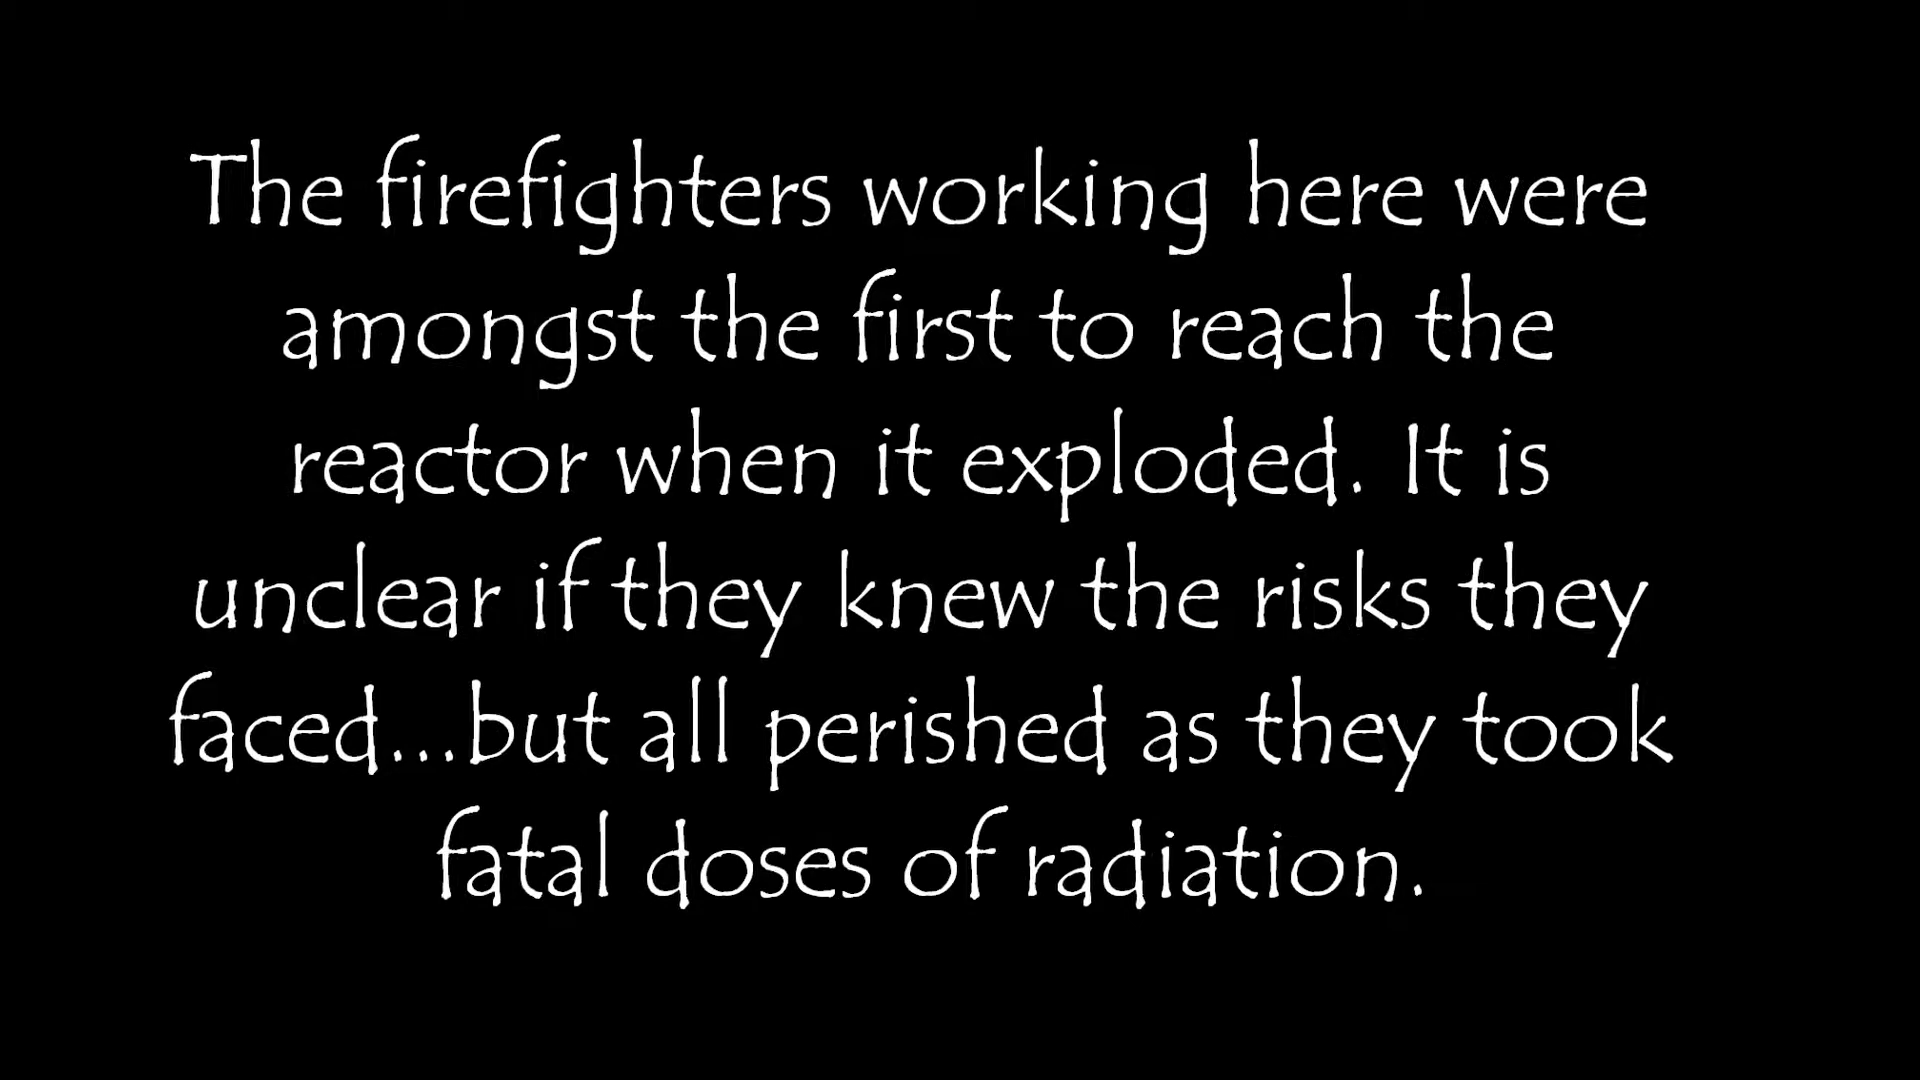 The firefighters working here were
amongst the first to reach the
reactor when it exploded. It is
unclear if they knew the risks they
faced...but all perished as they took
fatal doses of radiation.